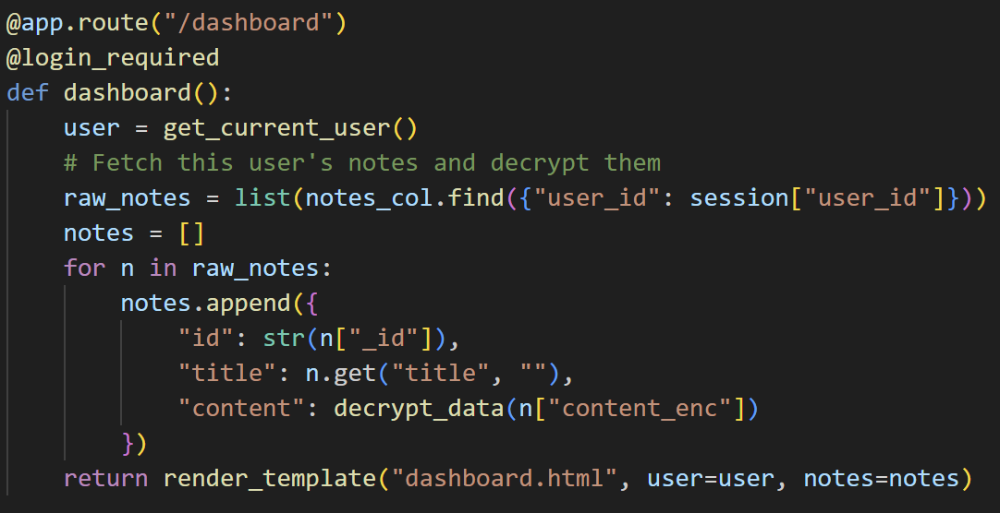 @app.route("/dashboard")
@login_required
def dashboard():
    user = get_current_user()
    # Fetch this user's notes and decrypt them
    raw_notes = list(notes_col.find({"user_id": session["user_id"]}))
    notes = []
    for n in raw_notes:
        notes.append({
            "id": str(n["_id"]),
            "title": n.get("title", ""),
            "content": decrypt_data(n["content_enc"])
        })
    return render_template("dashboard.html", user=user, notes=notes)